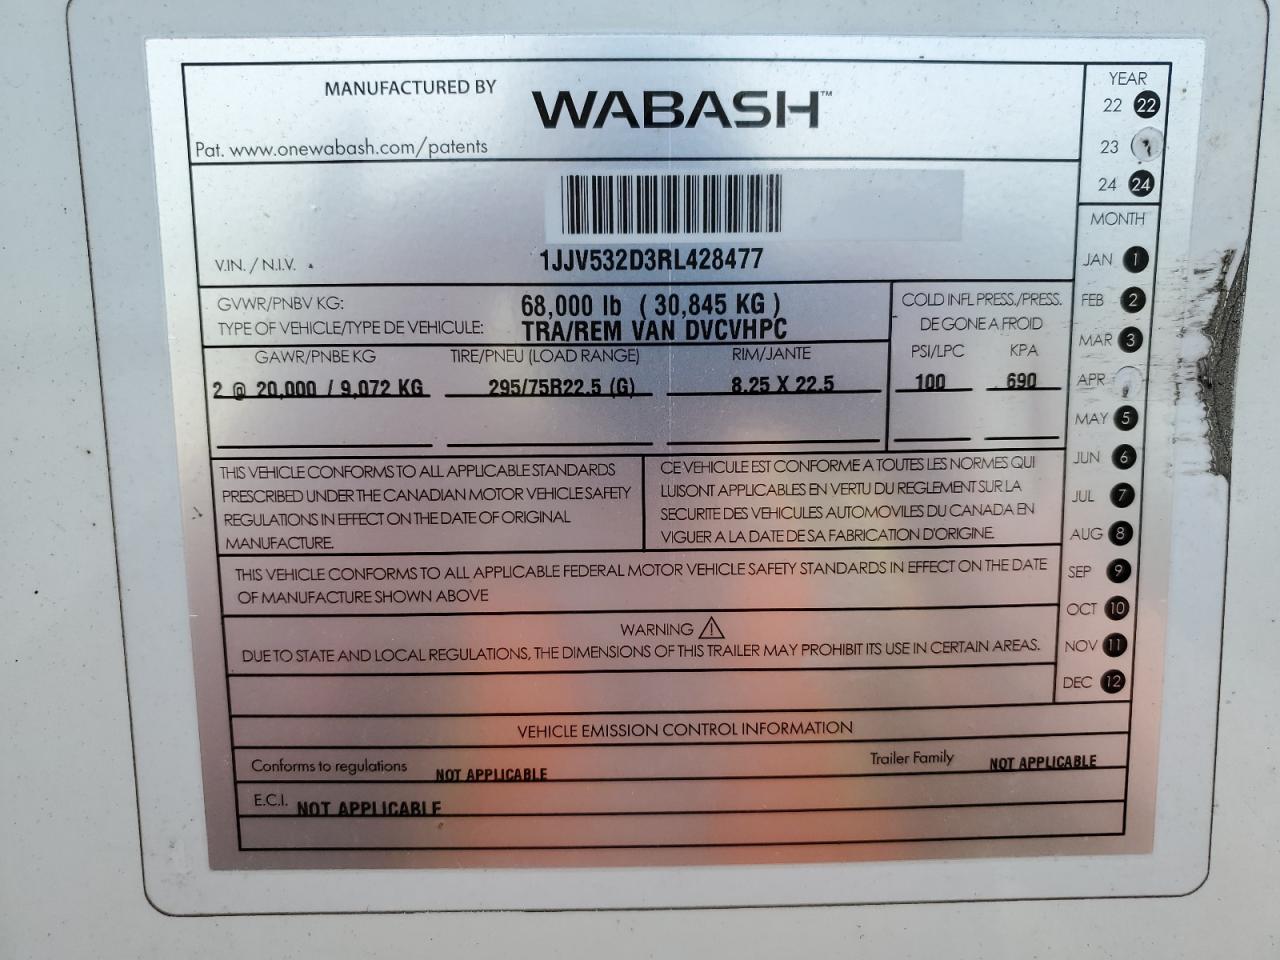 MANUFACTURED BY WABASH™
Pat. www.onewabash.com/patents
V.I.N. / N.I.V.
1JJV532D3RL428477
GVWR/PNBV KG: 68,000 lb ( 30,845 KG )
TYPE OF VEHICLE/TYPE DE VEHICULE: TRA/REM VAN DVCVHPC
GAWR/PNBE KG TIRE/PNEU (LOAD RANGE) RIM/JANTE
2 @ 20,000 / 9,072 KG 295/75R22.5 (G) 8.25 X 22.5
COLD INFL PRESS./PRESS.
DE GONE A FROID
PSI/LPC KPA
100 690
THIS VEHICLE CONFORMS TO ALL APPLICABLE STANDARDS
PRESCRIBED UNDER THE CANADIAN MOTOR VEHICLE SAFETY
REGULATIONS IN EFFECT ON THE DATE OF ORIGINAL
MANUFACTURE.
CE VEHICULE EST CONFORME A TOUTES LES NORMES QUI
LUISONT APPLICABLES EN VERTU DU REGLEMENT SUR LA
SECURITE DES VEHICULES AUTOMOVILES DU CANADA EN
VIGUER A LA DATE DE SA FABRICATION D'ORIGINE.
THIS VEHICLE CONFORMS TO ALL APPLICABLE FEDERAL MOTOR VEHICLE SAFETY STANDARDS IN EFFECT ON THE DATE
OF MANUFACTURE SHOWN ABOVE
WARNING
DUE TO STATE AND LOCAL REGULATIONS, THE DIMENSIONS OF THIS TRAILER MAY PROHIBIT ITS USE IN CERTAIN AREAS.
VEHICLE EMISSION CONTROL INFORMATION
Conforms to regulations NOT APPLICABLE Trailer Family NOT APPLICABLE
E.C.I. NOT APPLICABLE
YEAR
22 22
23
24 24
MONTH
JAN 1
FEB 2
MAR 3
APR
MAY 5
JUN 6
JUL 7
AUG 8
SEP 9
OCT 10
NOV 11
DEC 12